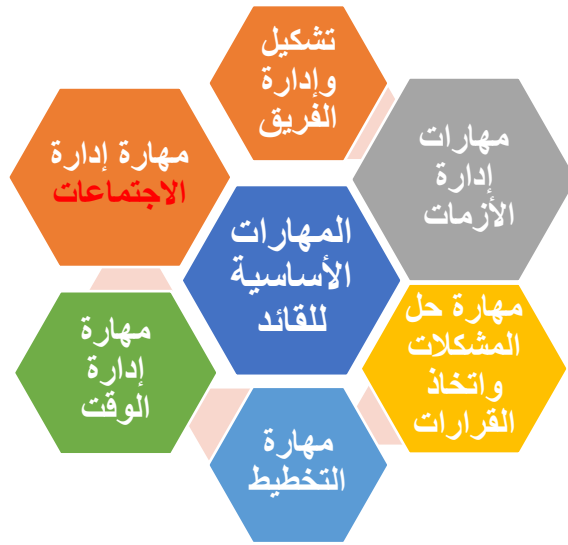 تشكيل
وإدارة
الفريق
مهارات
إدارة
الأزمات
مهارة إدارة
الاجتماعات
المهارات
الأساسية
للقائد
مهارة حل
المشكلات
واتخاذ
القرارات
مهارة
إدارة
الوقت
مهارة
التخطيط